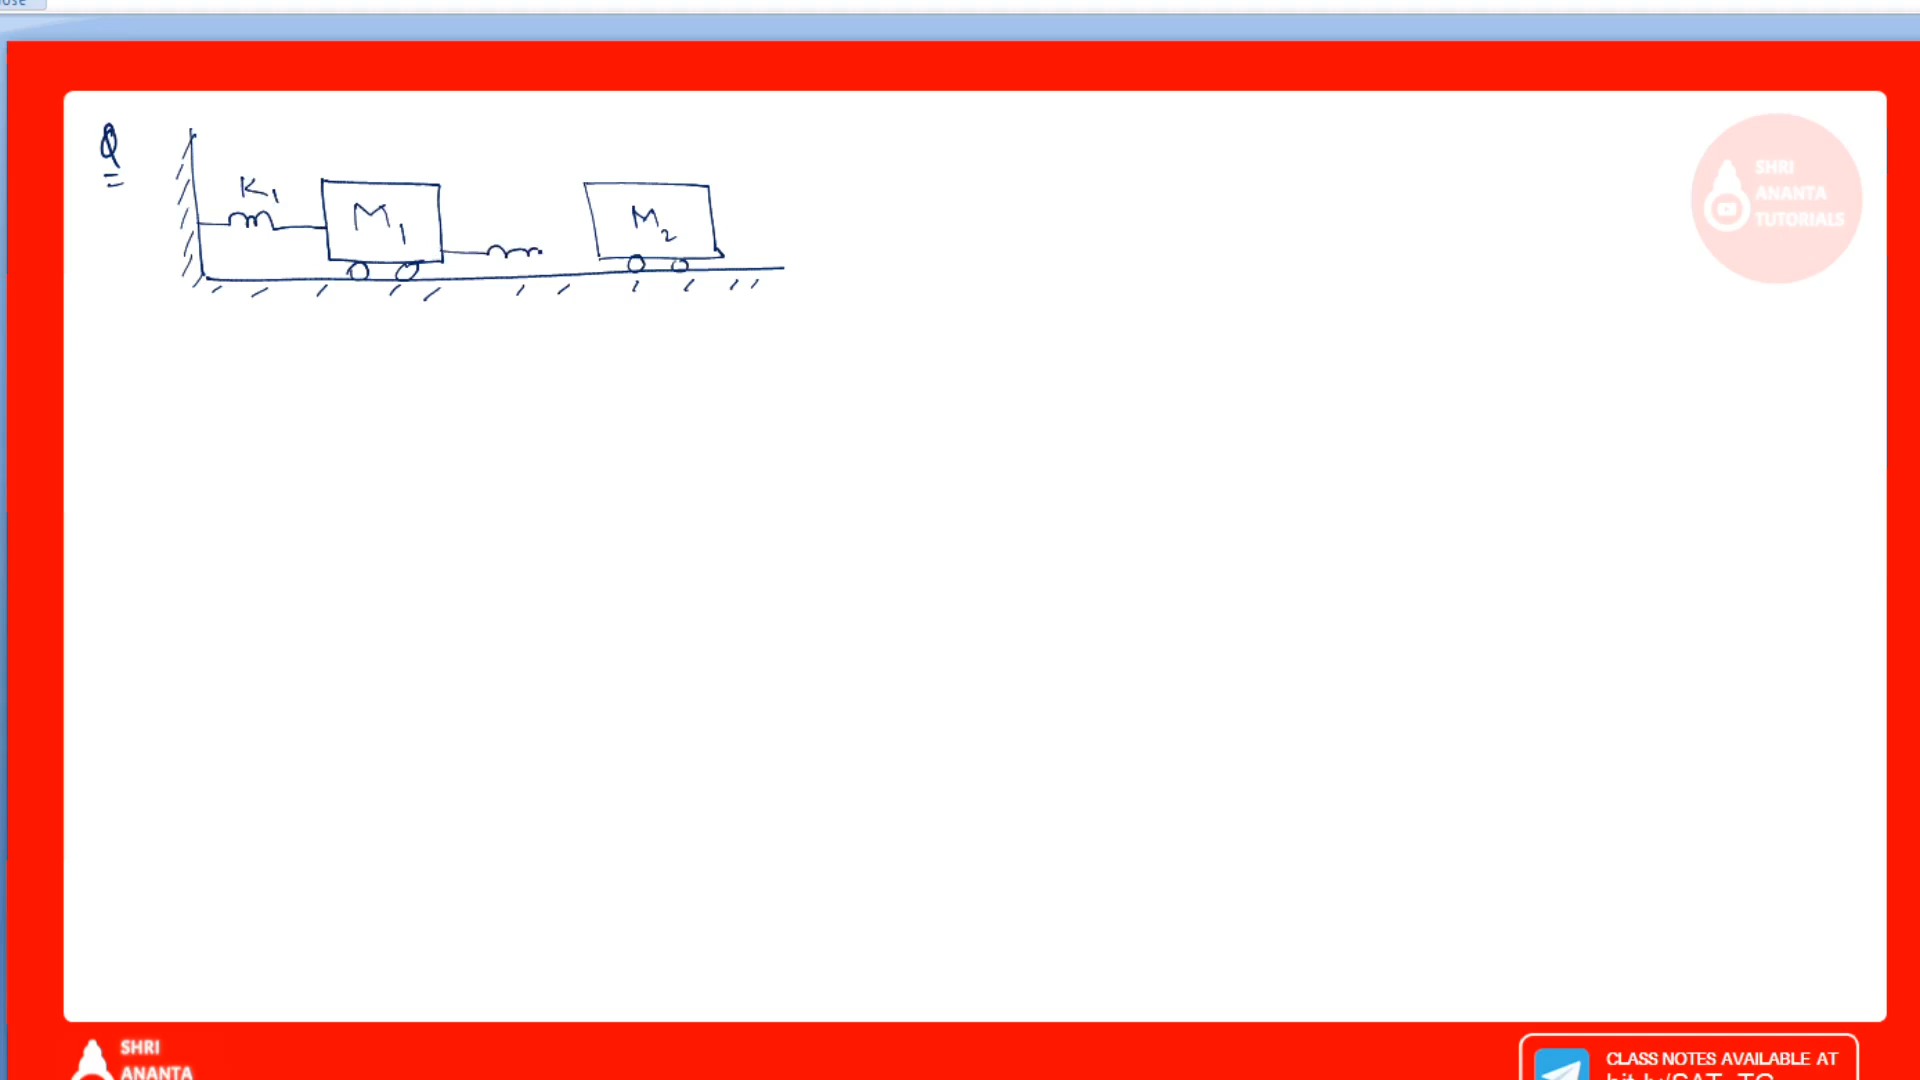 Q
K1
M1
M2
SHRI
ANANTA
TUTORIALS
SHRI
ANANTA
CLASS NOTES AVAILABLE AT